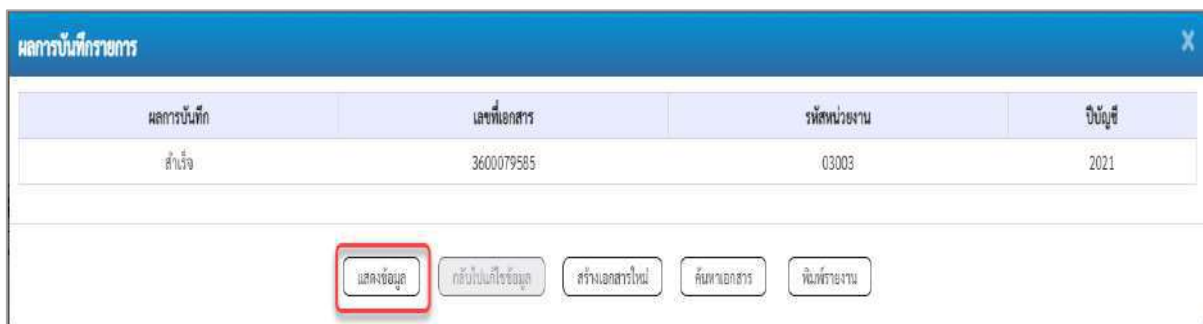 ผลการบันทึกรายการ X
ผลการบันทึก เลขที่เอกสาร รหัสหน่วยงาน ปีบัญชี
สำเร็จ 3600079585 03003 2021
แสดงข้อมูล กลับไปแก้ไขข้อมูล สร้างเอกสารใหม่ ค้นหาเอกสาร พิมพ์รายงาน